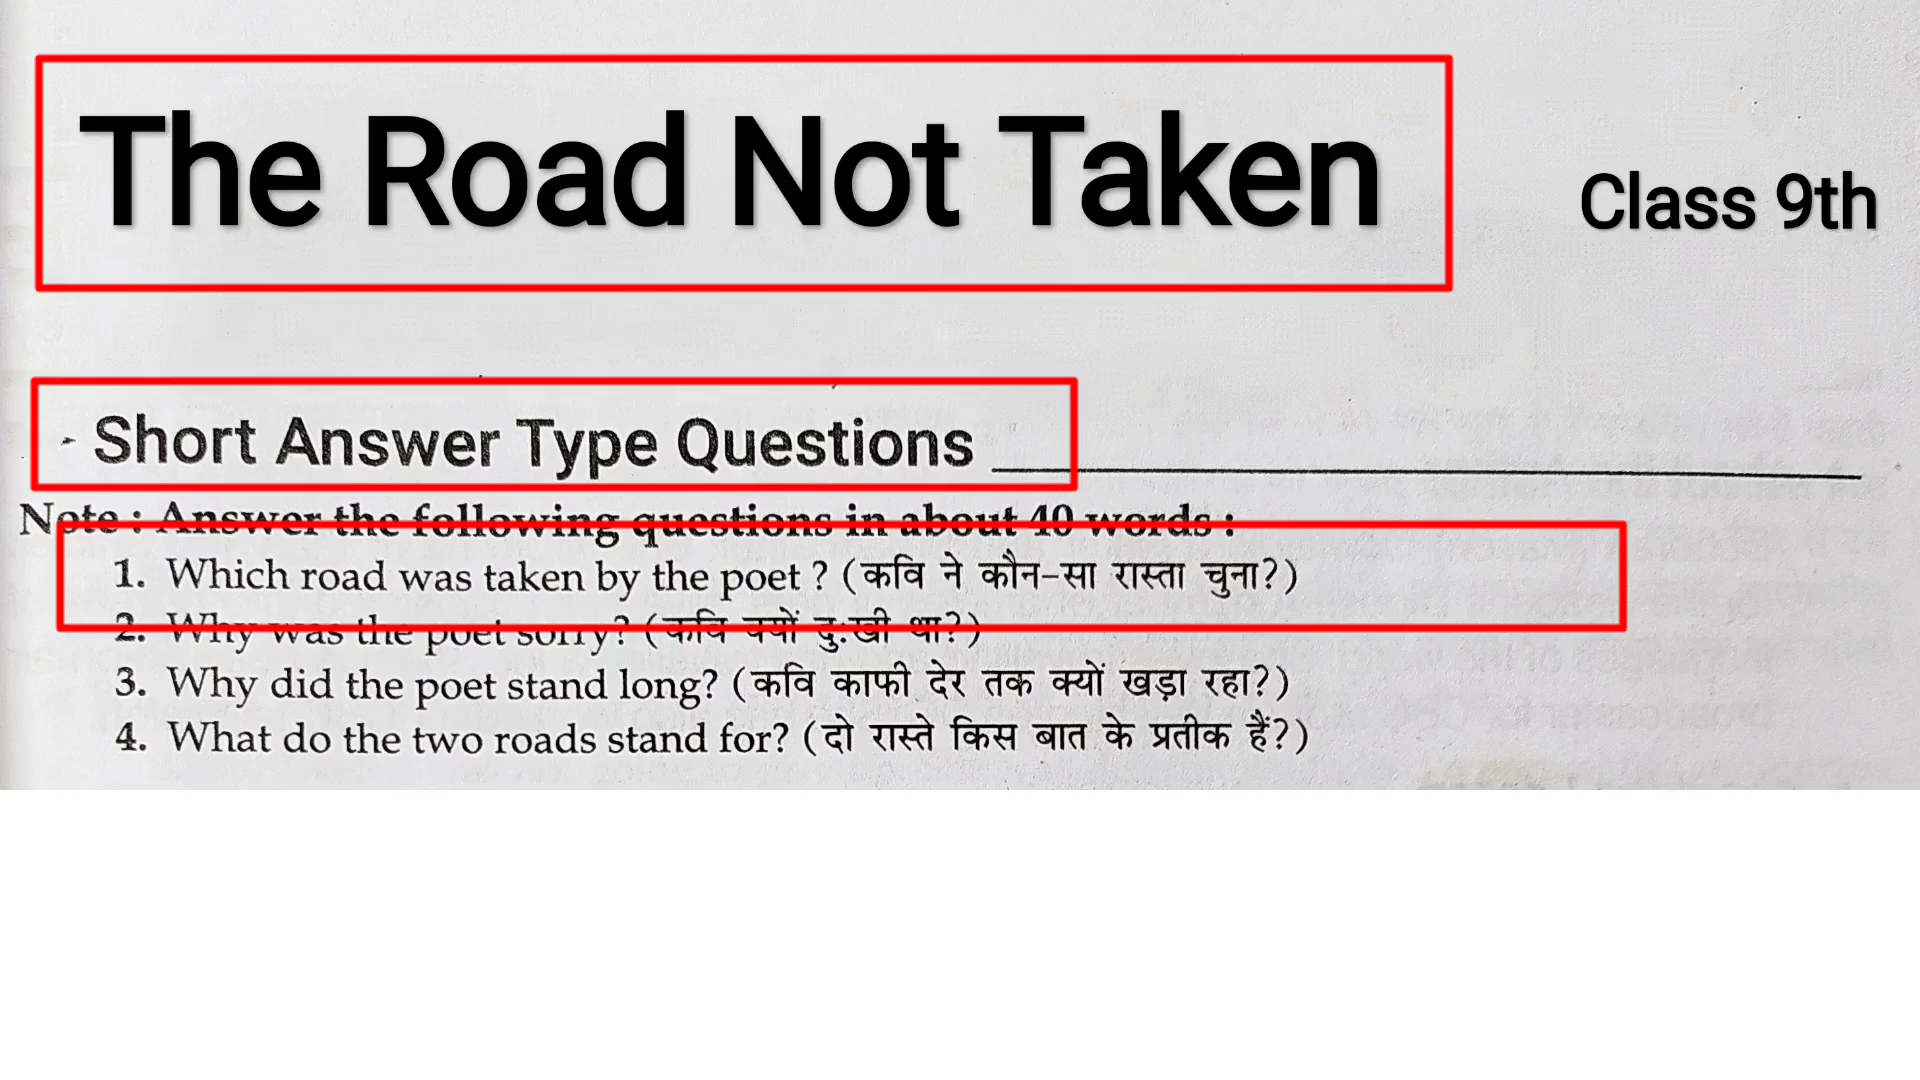 The Road Not Taken
Class 9th
- Short Answer Type Questions
Note : Answer the following questions in about 40 words :
1. Which road was taken by the poet ? (कवि ने कौन-सा रास्ता चुना?)
2. Why was the poet sorry? (कवि क्यों दुःखी था?)
3. Why did the poet stand long? (कवि काफी देर तक क्यों खड़ा रहा?)
4. What do the two roads stand for? (दो रास्ते किस बात के प्रतीक हैं?)